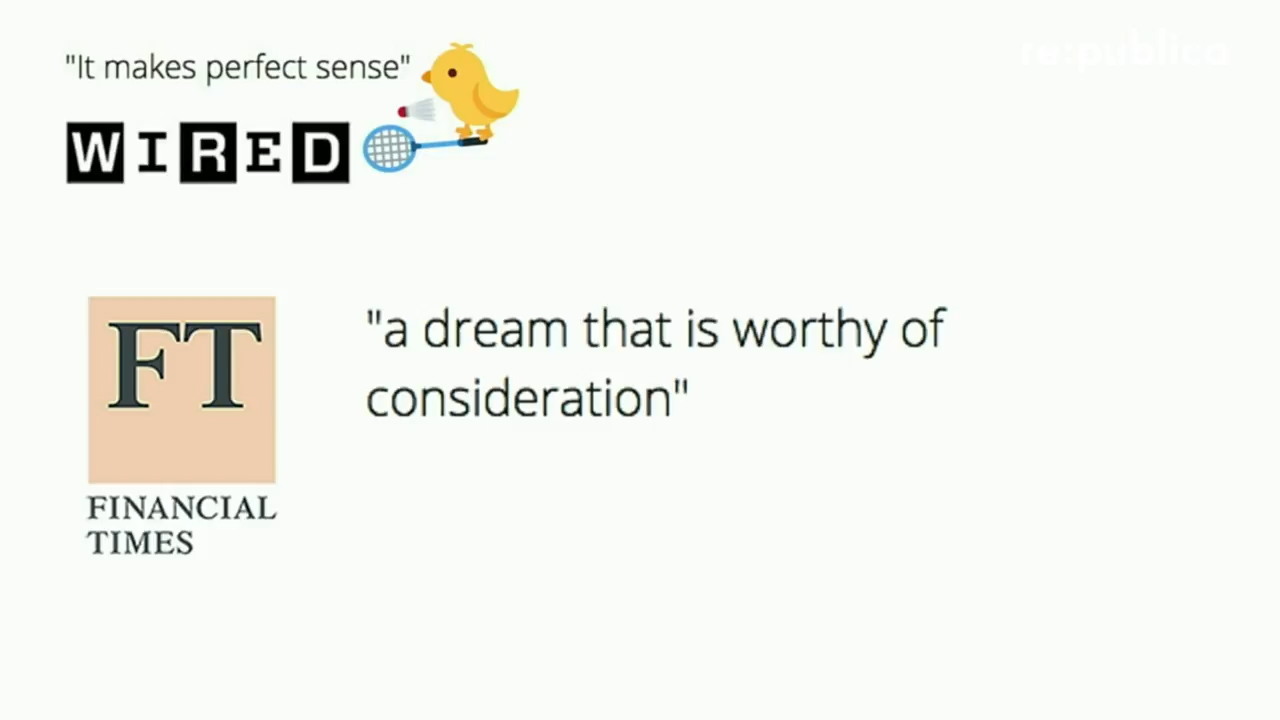 "It makes perfect sense"
WIRED
re:publica
FT
FINANCIAL
TIMES
"a dream that is worthy of
consideration"